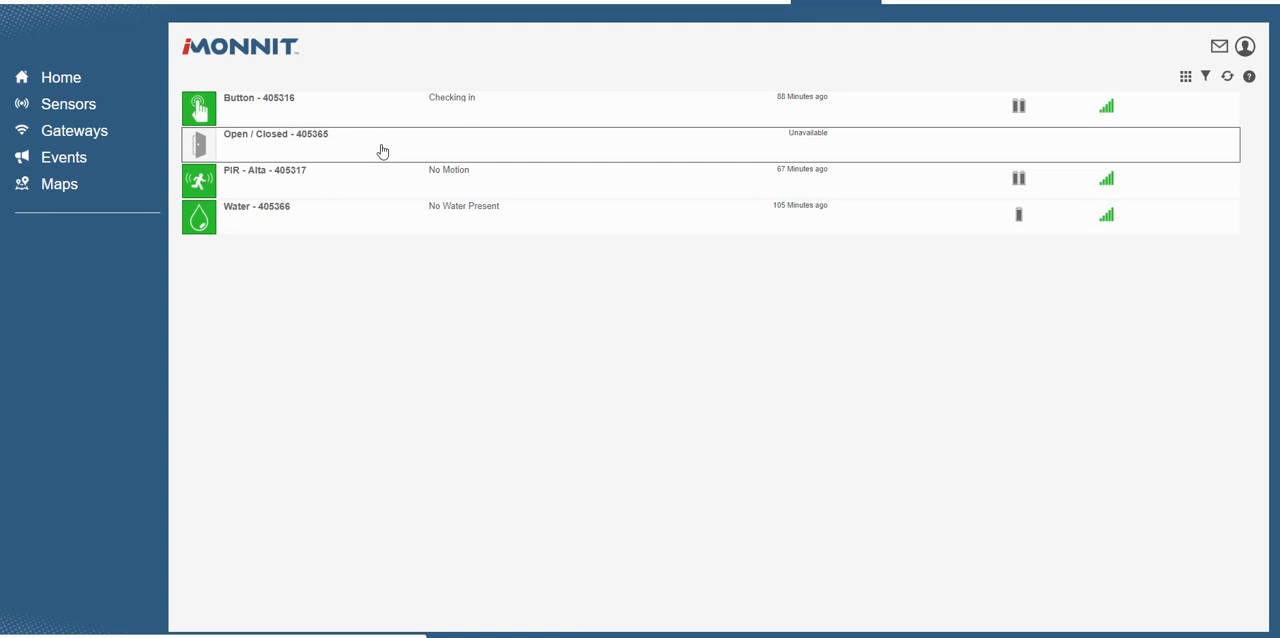 iMONNIT™
Home
Sensors
Gateways
Events
Maps
Button - 405316 Checking in 88 Minutes ago
Open / Closed - 405365 Unavailable
PIR - Alta - 405317 No Motion 67 Minutes ago
Water - 405366 No Water Present 105 Minutes ago